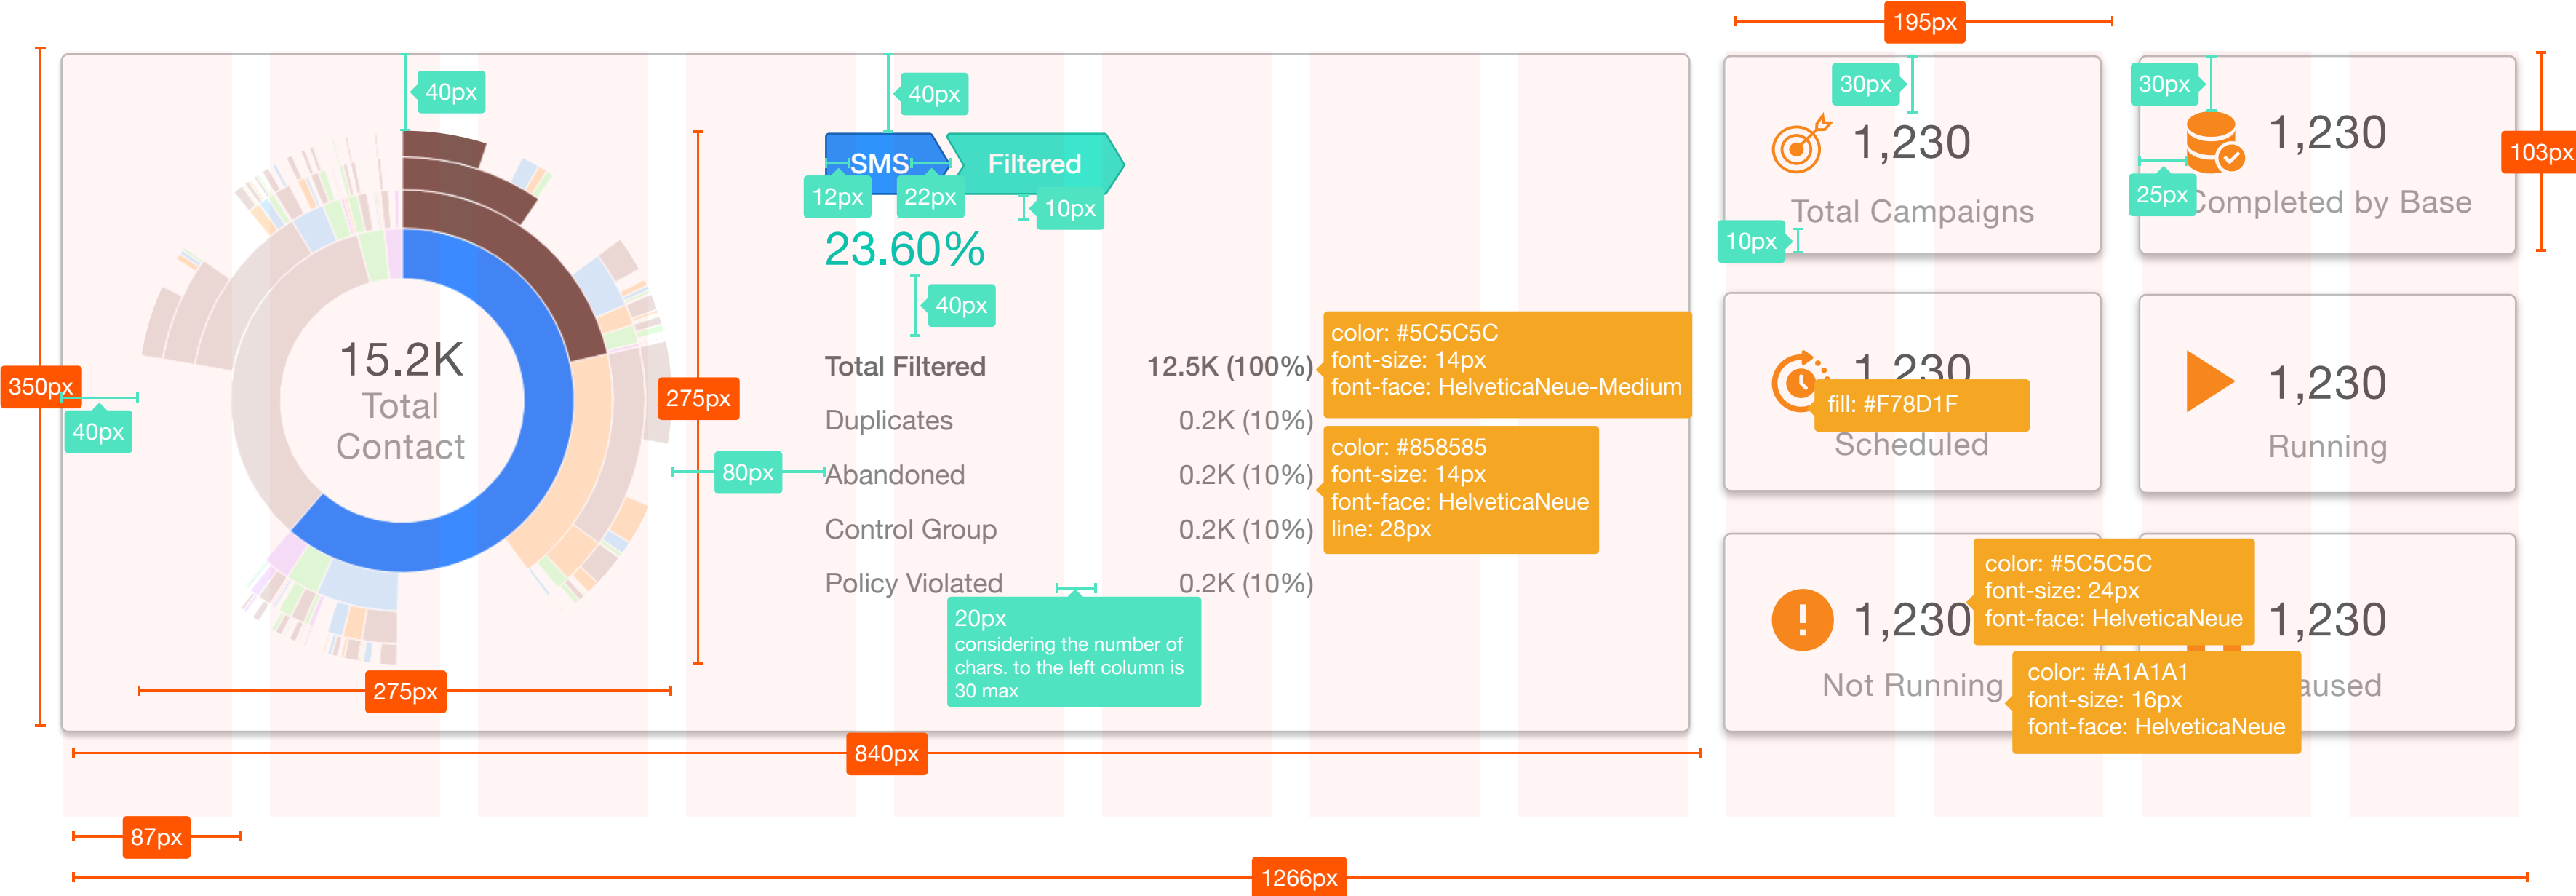 195px
40px
40px
30px
30px
SMS
Filtered
1,230
1,230
103px
12px
22px
10px
25px
Total Campaigns
Completed by Base
10px
23.60%
40px
15.2K
Total
Contact
350px
40px
275px
275px
80px
Total Filtered
12.5K (100%)
Duplicates
0.2K (10%)
Abandoned
0.2K (10%)
Control Group
0.2K (10%)
Policy Violated
0.2K (10%)
color: #5C5C5C
font-size: 14px
font-face: HelveticaNeue-Medium
color: #858585
font-size: 14px
font-face: HelveticaNeue
line: 28px
20px
considering the number of
chars. to the left column is
30 max
1,230
fill: #F78D1F
Scheduled
1,230
Running
1,230
Not Running
color: #5C5C5C
font-size: 24px
font-face: HelveticaNeue
1,230
aused
color: #A1A1A1
font-size: 16px
font-face: HelveticaNeue
840px
87px
1266px